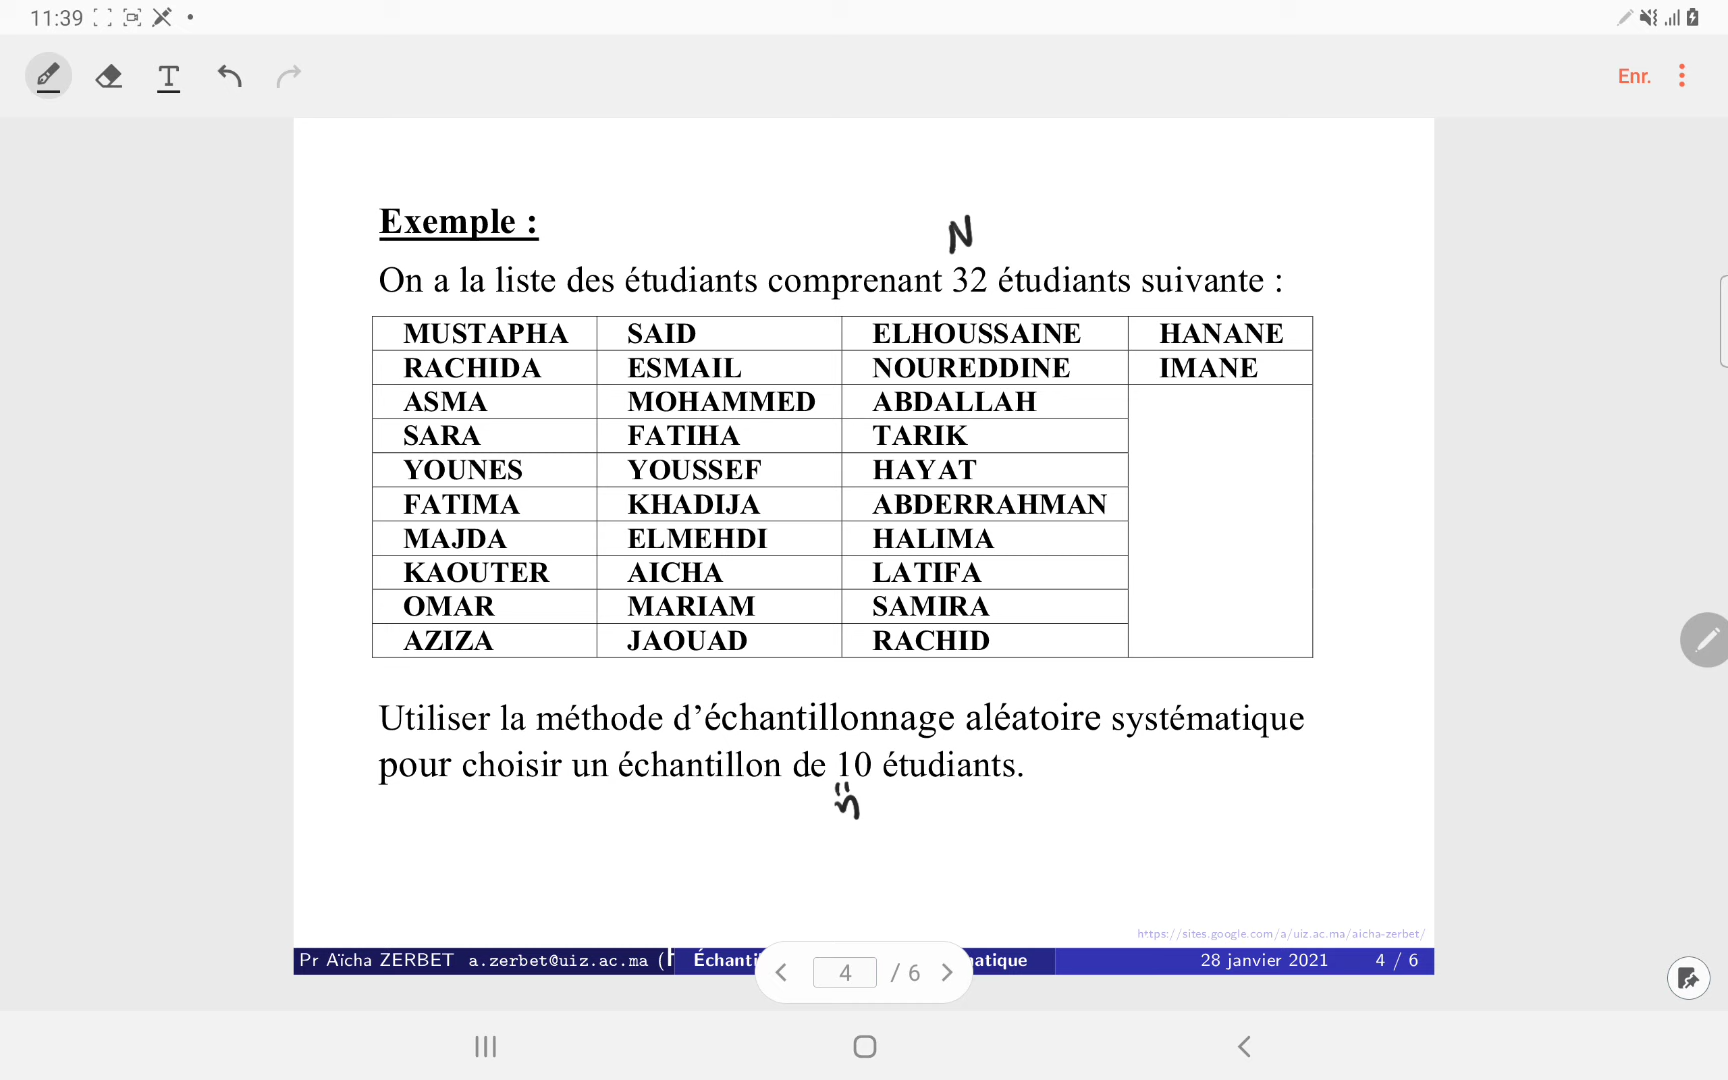 11:39
Enr.
Exemple :
N
On a la liste des étudiants comprenant 32 étudiants suivante :
MUSTAPHA SAID ELHOUSSAINE HANANE
RACHIDA ESMAIL NOUREDDINE IMANE
ASMA MOHAMMED ABDALLAH
SARA FATIHA TARIK
YOUNES YOUSSEF HAYAT
FATIMA KHADIJA ABDERRAHMAN
MAJDA ELMEHDI HALIMA
KAOUTER AICHA LATIFA
OMAR MARIAM SAMIRA
AZIZA JAOUAD RACHID
Utiliser la méthode d’échantillonnage aléatoire systématique
pour choisir un échantillon de 10 étudiants.
https://sites.google.com/a/uiz.ac.ma/aicha-zerbet/
Pr Aïcha ZERBET a.zerbet@uiz.ac.ma ( Échanti atique 28 janvier 2021 4 / 6
4 / 6